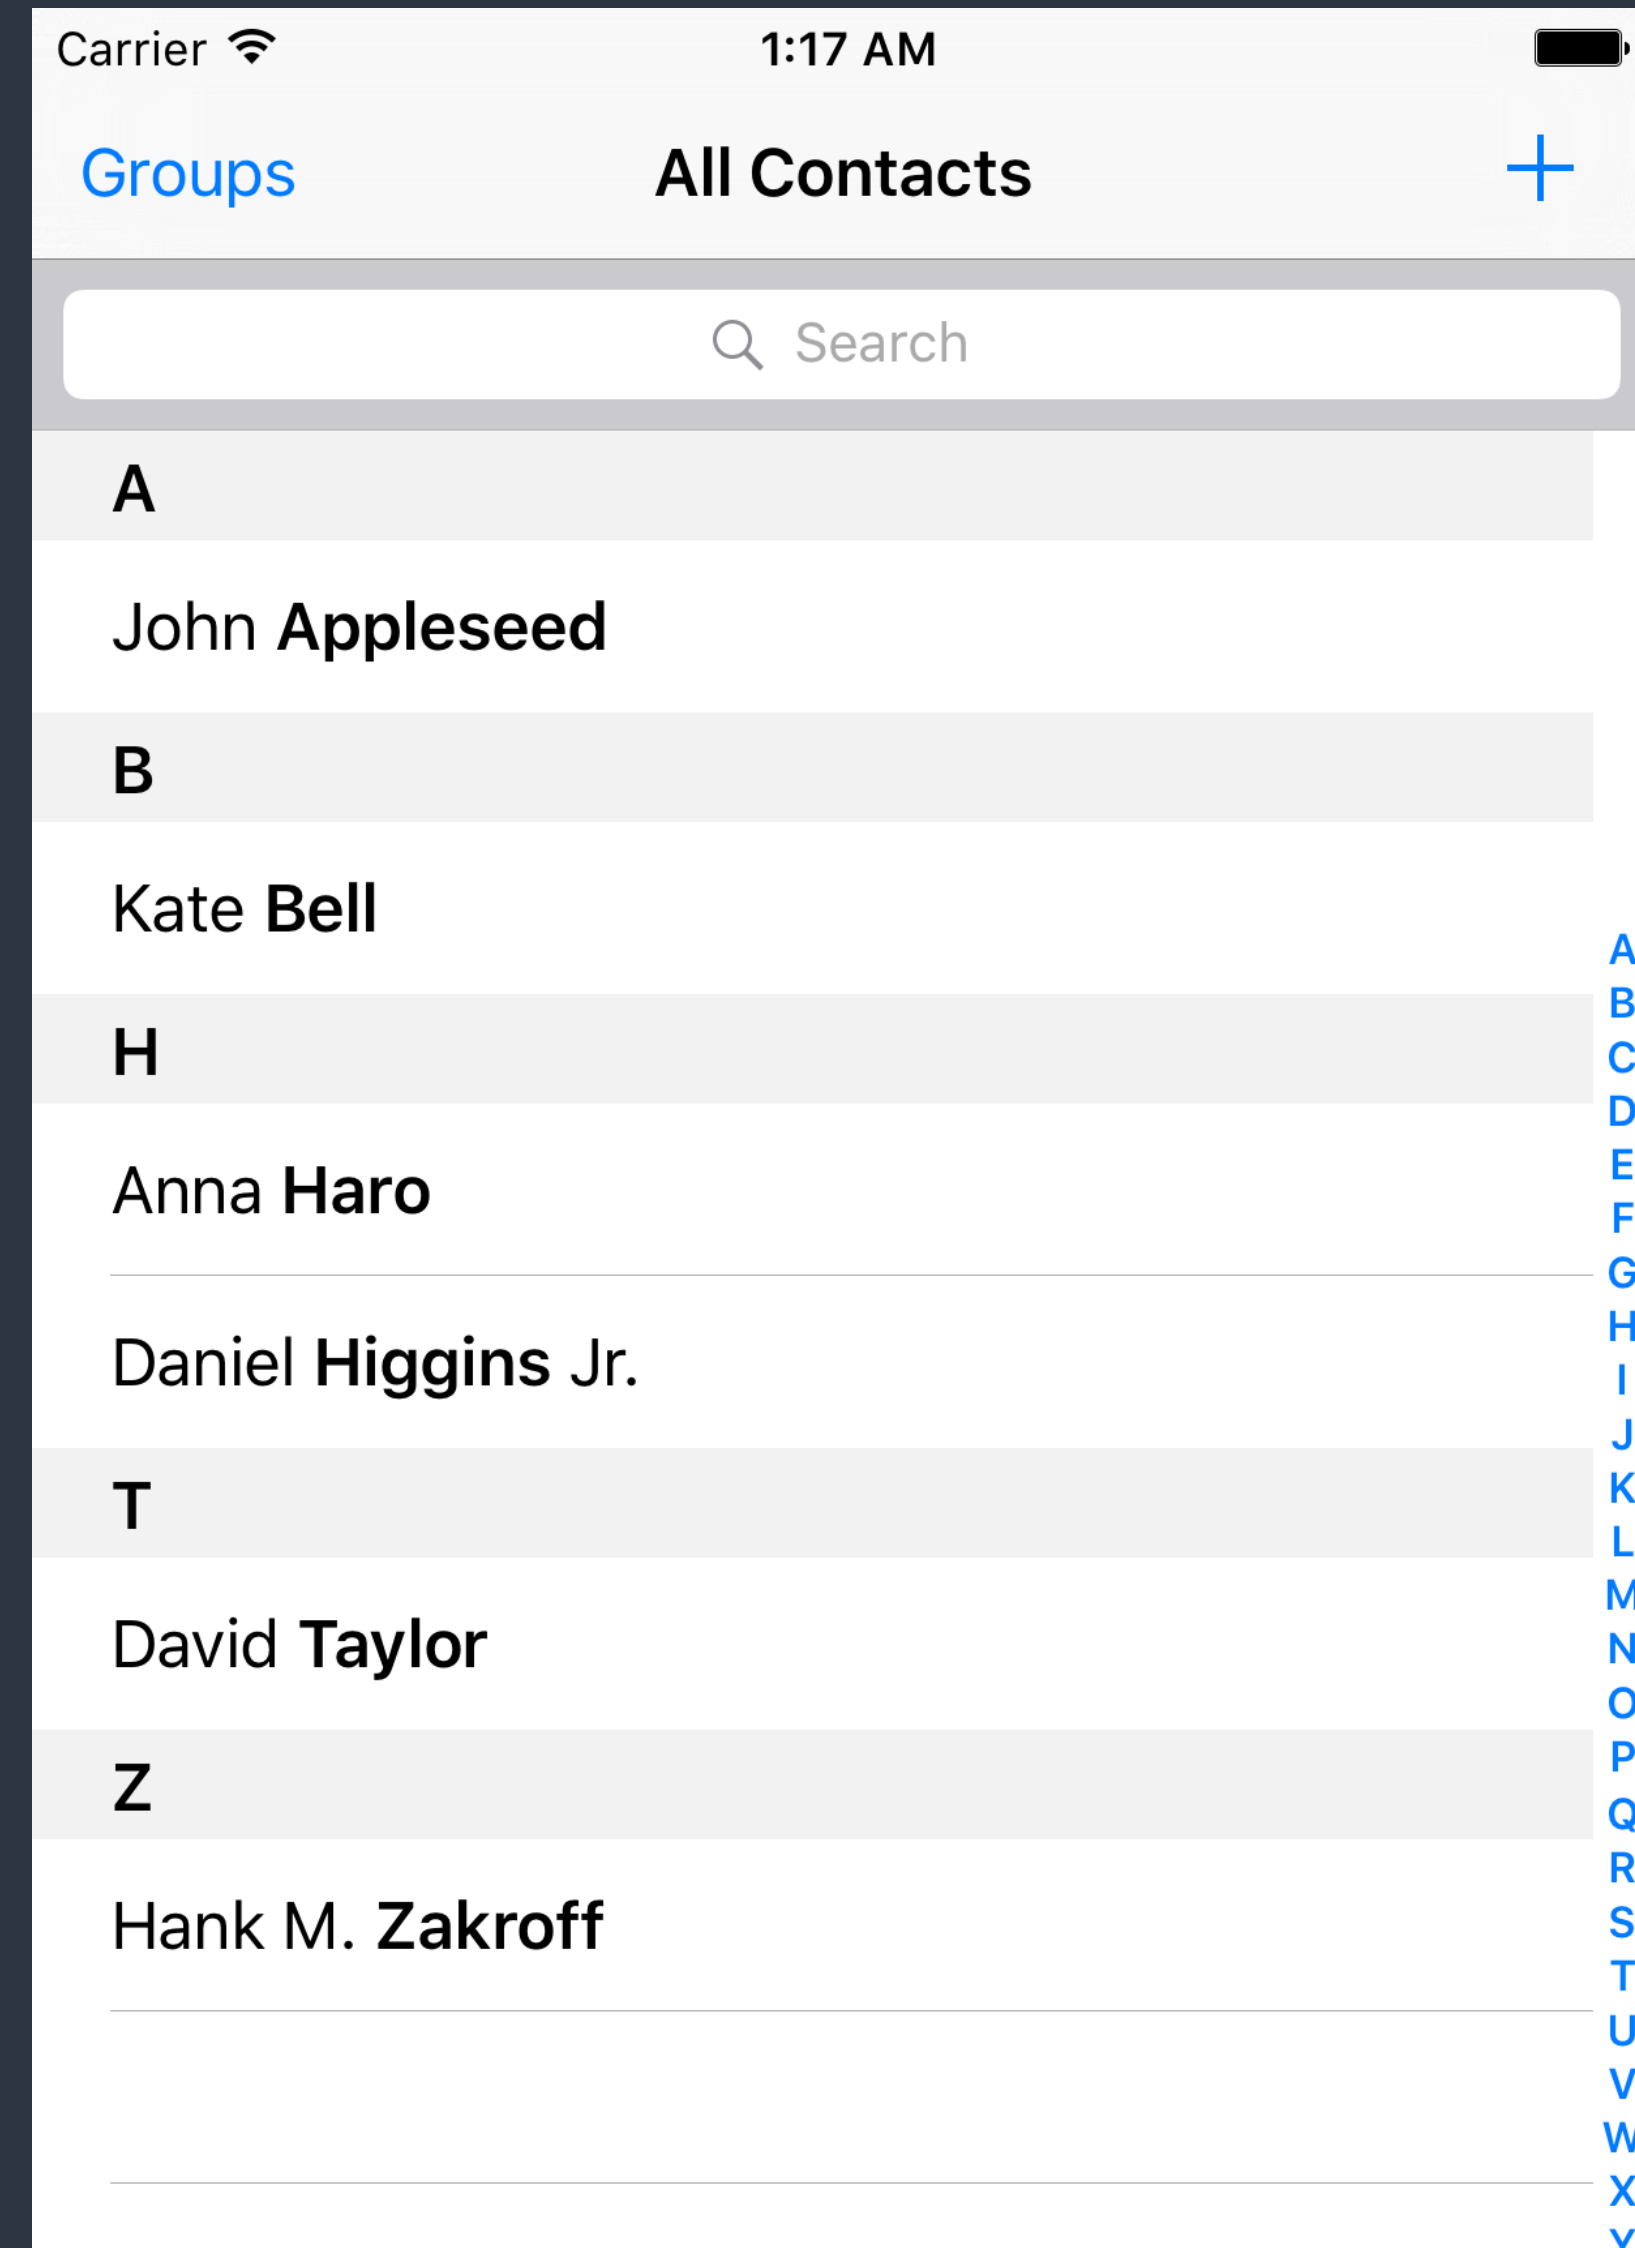 Carrier 1:17 AM
Groups All Contacts
Search
A
John Appleseed
B
Kate Bell
H
Anna Haro
Daniel Higgins Jr.
T
David Taylor
Z
Hank M. Zakroff
A
B
C
D
E
F
G
H
I
J
K
L
M
N
O
P
Q
R
S
T
U
V
W
X
Y